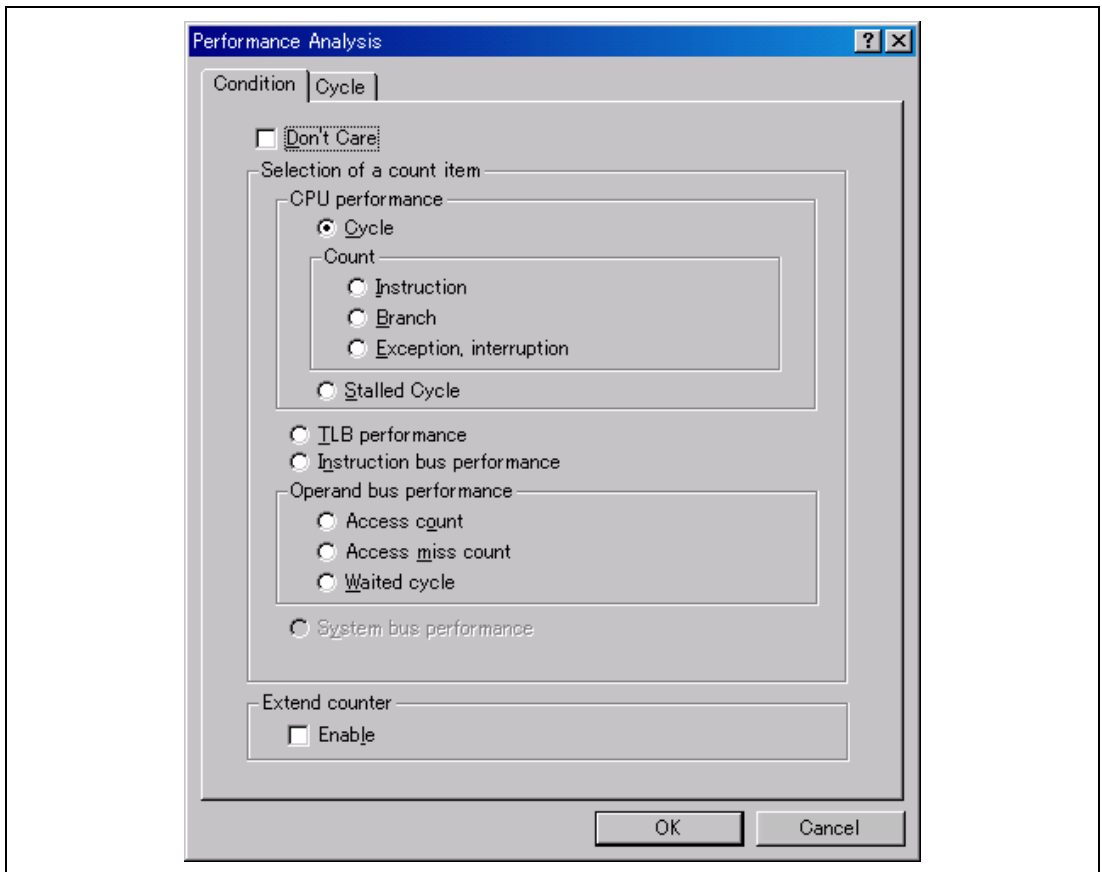 Performance Analysis
Condition
Cycle
Don't Care
Selection of a count item
CPU performance
Cycle
Count
Instruction
Branch
Exception, interruption
Stalled Cycle
TLB performance
Instruction bus performance
Operand bus performance
Access count
Access miss count
Waited cycle
System bus performance
Extend counter
Enable
OK
Cancel